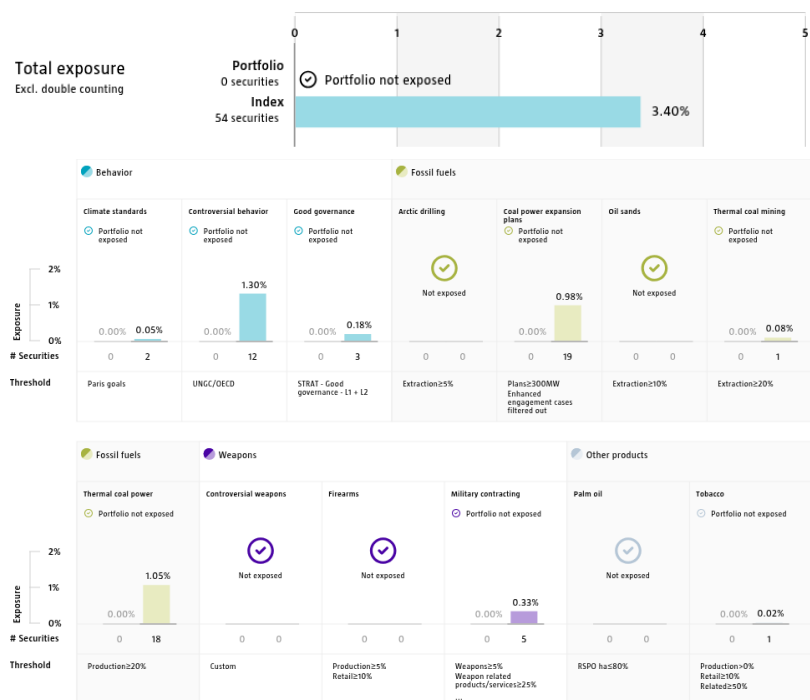 0 1 2 3 4 5
Total exposure
Excl. double counting
Portfolio
0 securities
Portfolio not exposed
Index
54 securities
3.40%
Behavior
Fossil fuels
Climate standards
Controversial behavior
Good governance
Arctic drilling
Coal power expansion
plans
Oil sands
Thermal coal mining
Portfolio not
exposed
Portfolio not
exposed
Portfolio not
exposed
Not exposed
Portfolio not
exposed
Not exposed
Portfolio not
exposed
Exposure
2%
1%
0%
0.00% 0.05%
0.00% 1.30%
0.00% 0.18%
0.00% 0.98%
0.00% 0.08%
# Securities 0 2 0 12 0 3 0 0 0 19 0 0 0 1
Threshold
Paris goals
UNGC/OECD
STRAT - Good
governance - L1 + L2
Extraction≥5%
Plans≥300MW
Enhanced
engagement cases
filtered out
Extraction≥10%
Extraction≥20%
Fossil fuels
Weapons
Other products
Thermal coal power
Controversial weapons
Firearms
Military contracting
Palm oil
Tobacco
Portfolio not exposed
Not exposed
Not exposed
Portfolio not exposed
Not exposed
Portfolio not exposed
Exposure
2%
1%
0%
0.00% 1.05%
0.00% 0.33%
0.00% 0.02%
# Securities 0 18 0 0 0 0 0 5 0 0 0 1
Threshold
Production≥20%
Custom
Production≥5%
Retail≥10%
Weapons≥5%
Weapon related
products/services≥25%
RSPO ha≤80%
Production>0%
Retail≥10%
Related≥50%